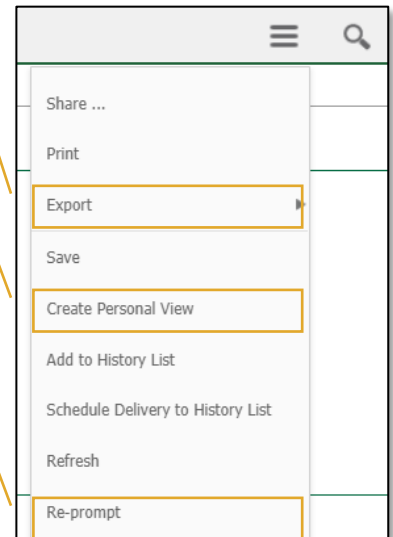 Share ...
Print
Export
Save
Create Personal View
Add to History List
Schedule Delivery to History List
Refresh
Re-prompt